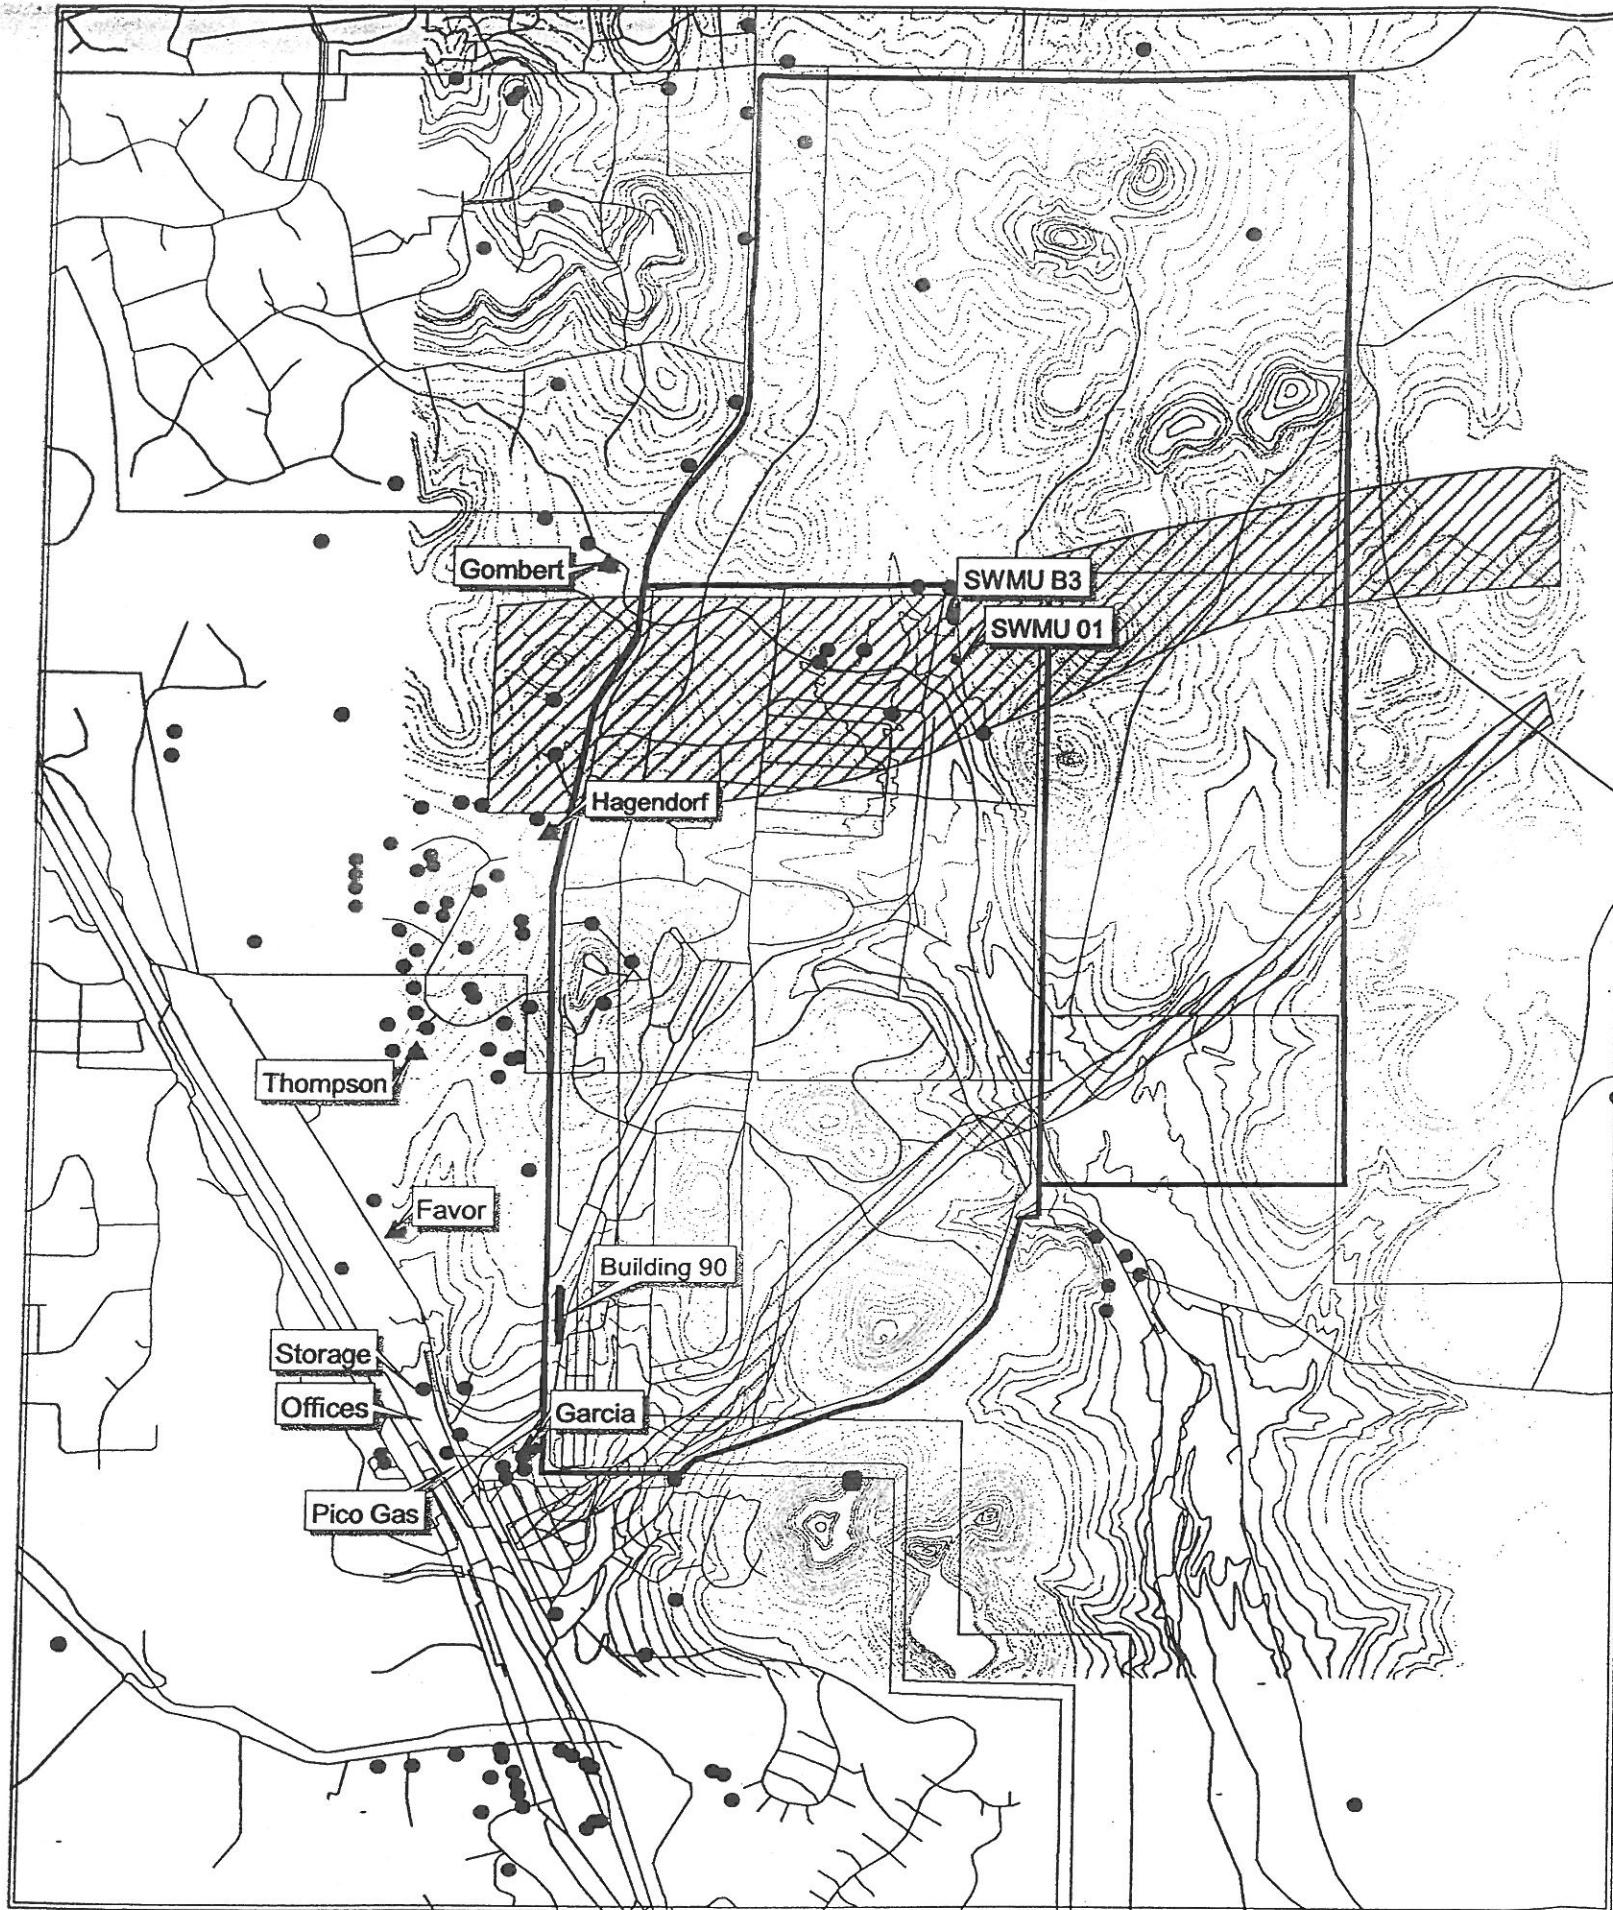 Gombert
SWMU B3
SWMU 01
Hagendorf
Thompson
Favor
Building 90
Storage
Offices
Garcia
Pico Gas